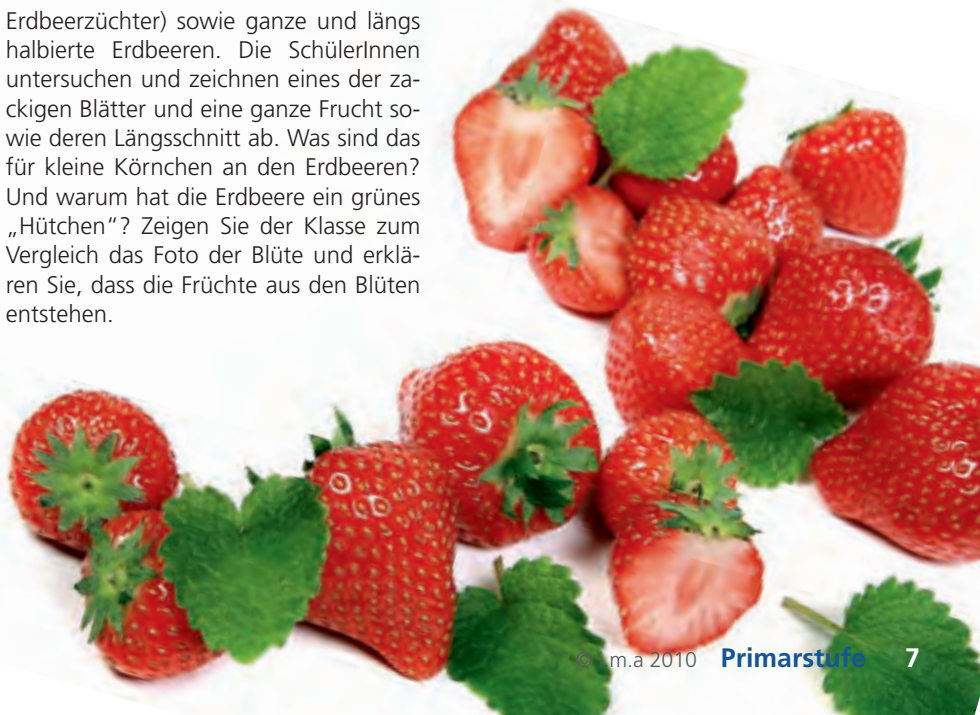 Erdbeerzüchter) sowie ganze und längs
halbierte Erdbeeren. Die SchülerInnen
untersuchen und zeichnen eines der za-
ckigen Blätter und eine ganze Frucht so-
wie deren Längsschnitt ab. Was sind das
für kleine Körnchen an den Erdbeeren?
Und warum hat die Erdbeere ein grünes
„Hütchen“? Zeigen Sie der Klasse zum
Vergleich das Foto der Blüte und erklä-
ren Sie, dass die Früchte aus den Blüten
entstehen.
© m.a 2010 Primarstufe 7